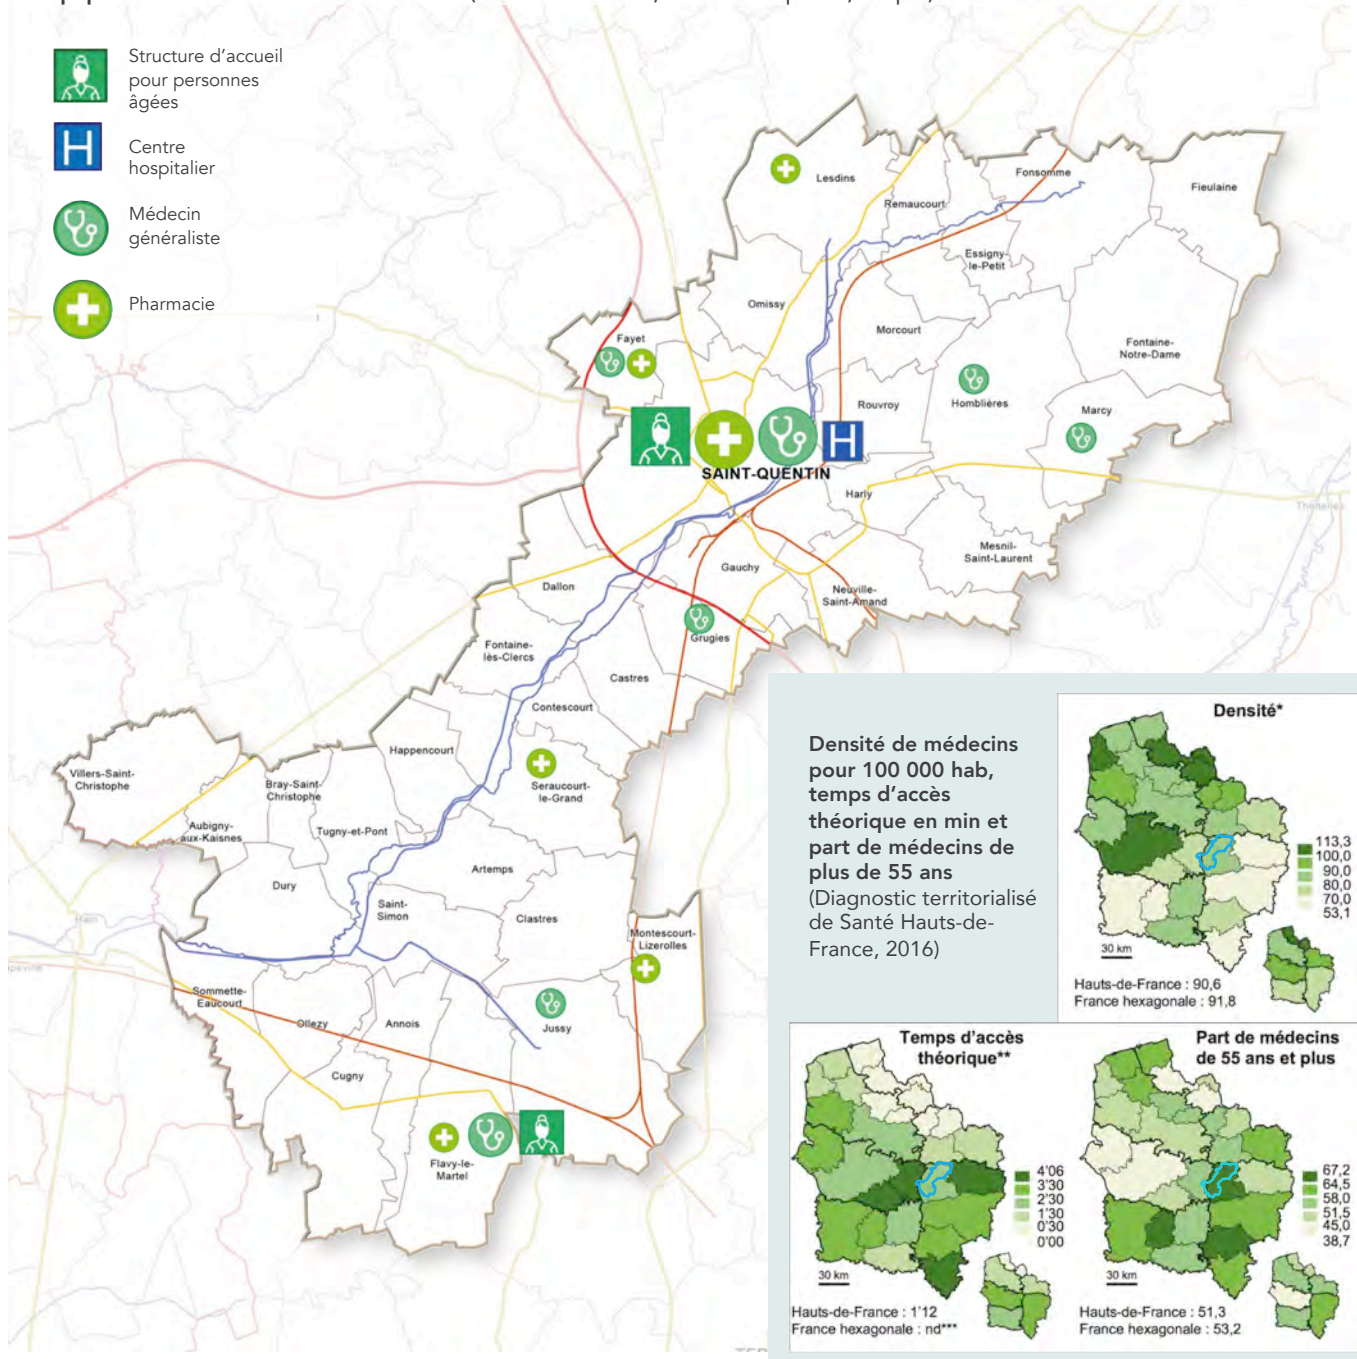 Structure d'accueil
pour personnes
âgées
H
Centre
hospitalier
Médecin
généraliste
Pharmacie
Lesdins
Fonsomme
Fieulaine
Remaucourt
Essigny-
le-Petit
Omissy
Morcourt
Fontaine-
Notre-Dame
Fayet
Rouvroy
Homblières
Marcy
H
SAINT-QUENTIN
Harly
Mesnil-
Saint-Laurent
Gauchy
Dallon
Neuville-
Saint-Amand
Grugies
Fontaine-
lès-Clercs
Castres
Contescourt
Happencourt
Villers-Saint-
Christophe
Bray-Saint-
Christophe
Seraucourt-
le-Grand
Aubigny-
aux-Kaisnes
Tugny-et-Pont
Artemps
Dury
Saint-
Simon
Clastres
Ham
Montescourt-
Lizerolles
Sommette-
Eaucourt
Ollezy
Annois
Jussy
Cugny
Flavy-le-
Martel
Densité de médecins
pour 100 000 hab,
temps d'accès
théorique en min et
part de médecins de
plus de 55 ans
(Diagnostic territorialisé
de Santé Hauts-de-
France, 2016)
Densité*
113,3
100,0
90,0
80,0
70,0
53,1
30 km
Hauts-de-France : 90,6
France hexagonale : 91,8
Temps d'accès
théorique**
4'06
3'30
2'30
1'30
0'30
0'00
30 km
Hauts-de-France : 1'12
France hexagonale : nd***
Part de médecins
de 55 ans et plus
67,2
64,5
58,0
51,5
45,0
38,7
30 km
Hauts-de-France : 51,3
France hexagonale : 53,2